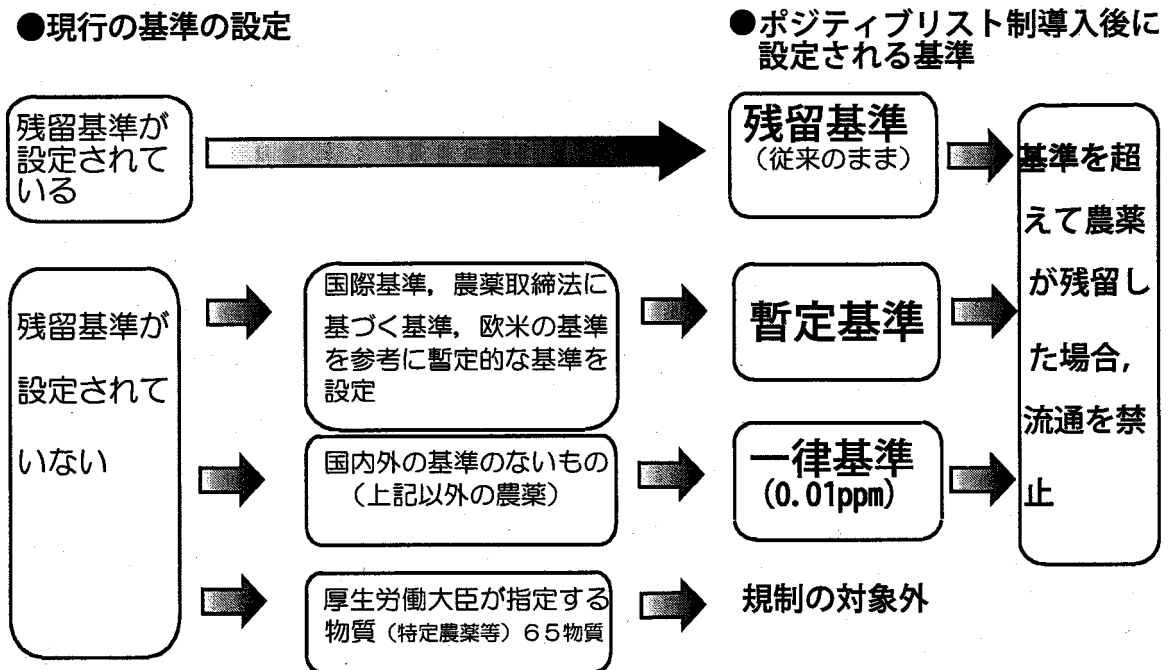 ●現行の基準の設定
●ポジティブリスト制導入後に
設定される基準
残留基準が
設定されて
いる
残留基準
（従来のまま）
基準を超
えて農薬
が残留し
た場合,
流通を禁
止
残留基準が
設定されて
いない
国際基準，農薬取締法に
基づく基準，欧米の基準
を参考に暫定的な基準を
設定
暫定基準
国内外の基準のないもの
（上記以外の農薬）
一律基準
(0.01ppm)
厚生労働大臣が指定する
物質（特定農薬等）６５物質
規制の対象外